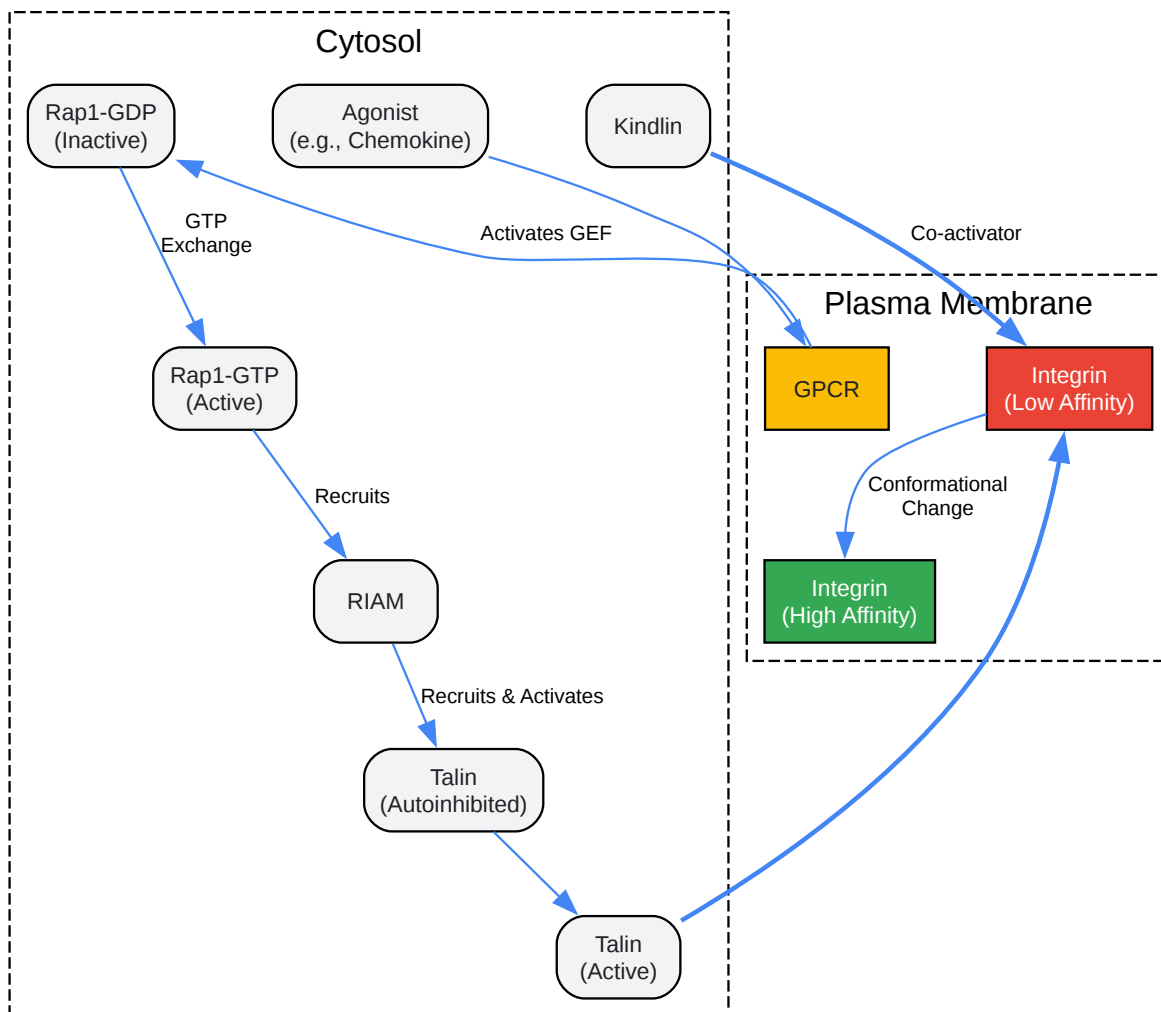 Cytosol
Rap1-GDP
(Inactive)
Agonist
(e.g., Chemokine)
Kindlin
GTP
Exchange
Activates GEF
Co-activator
Plasma Membrane
Rap1-GTP
(Active)
GPCR
Integrin
(Low Affinity)
Recruits
Conformational
Change
RIAM
Integrin
(High Affinity)
Recruits & Activates
Talin
(Autoinhibited)
Talin
(Active)